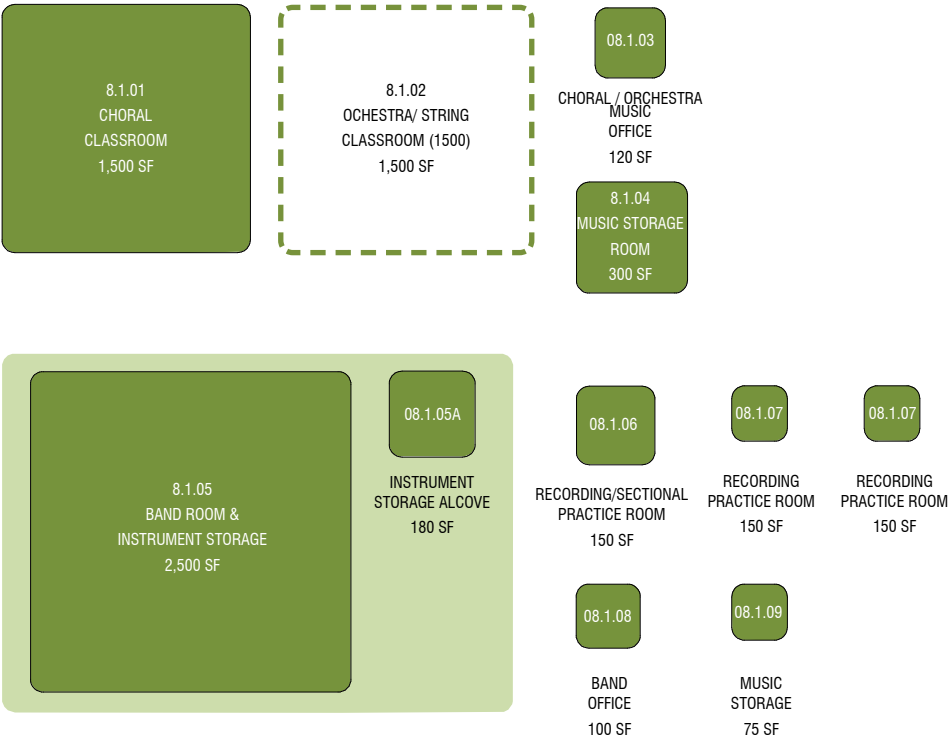 8.1.01
CHORAL
CLASSROOM
1,500 SF
8.1.02
OCHESTRA/ STRING
CLASSROOM (1500)
1,500 SF
08.1.03
CHORAL / ORCHESTRA
MUSIC
OFFICE
120 SF
8.1.04
MUSIC STORAGE
ROOM
300 SF
8.1.05
BAND ROOM &
INSTRUMENT STORAGE
2,500 SF
08.1.05A
INSTRUMENT
STORAGE ALCOVE
180 SF
08.1.06
RECORDING/SECTIONAL
PRACTICE ROOM
150 SF
08.1.07
RECORDING
PRACTICE ROOM
150 SF
08.1.07
RECORDING
PRACTICE ROOM
150 SF
08.1.08
BAND
OFFICE
100 SF
08.1.09
MUSIC
STORAGE
75 SF